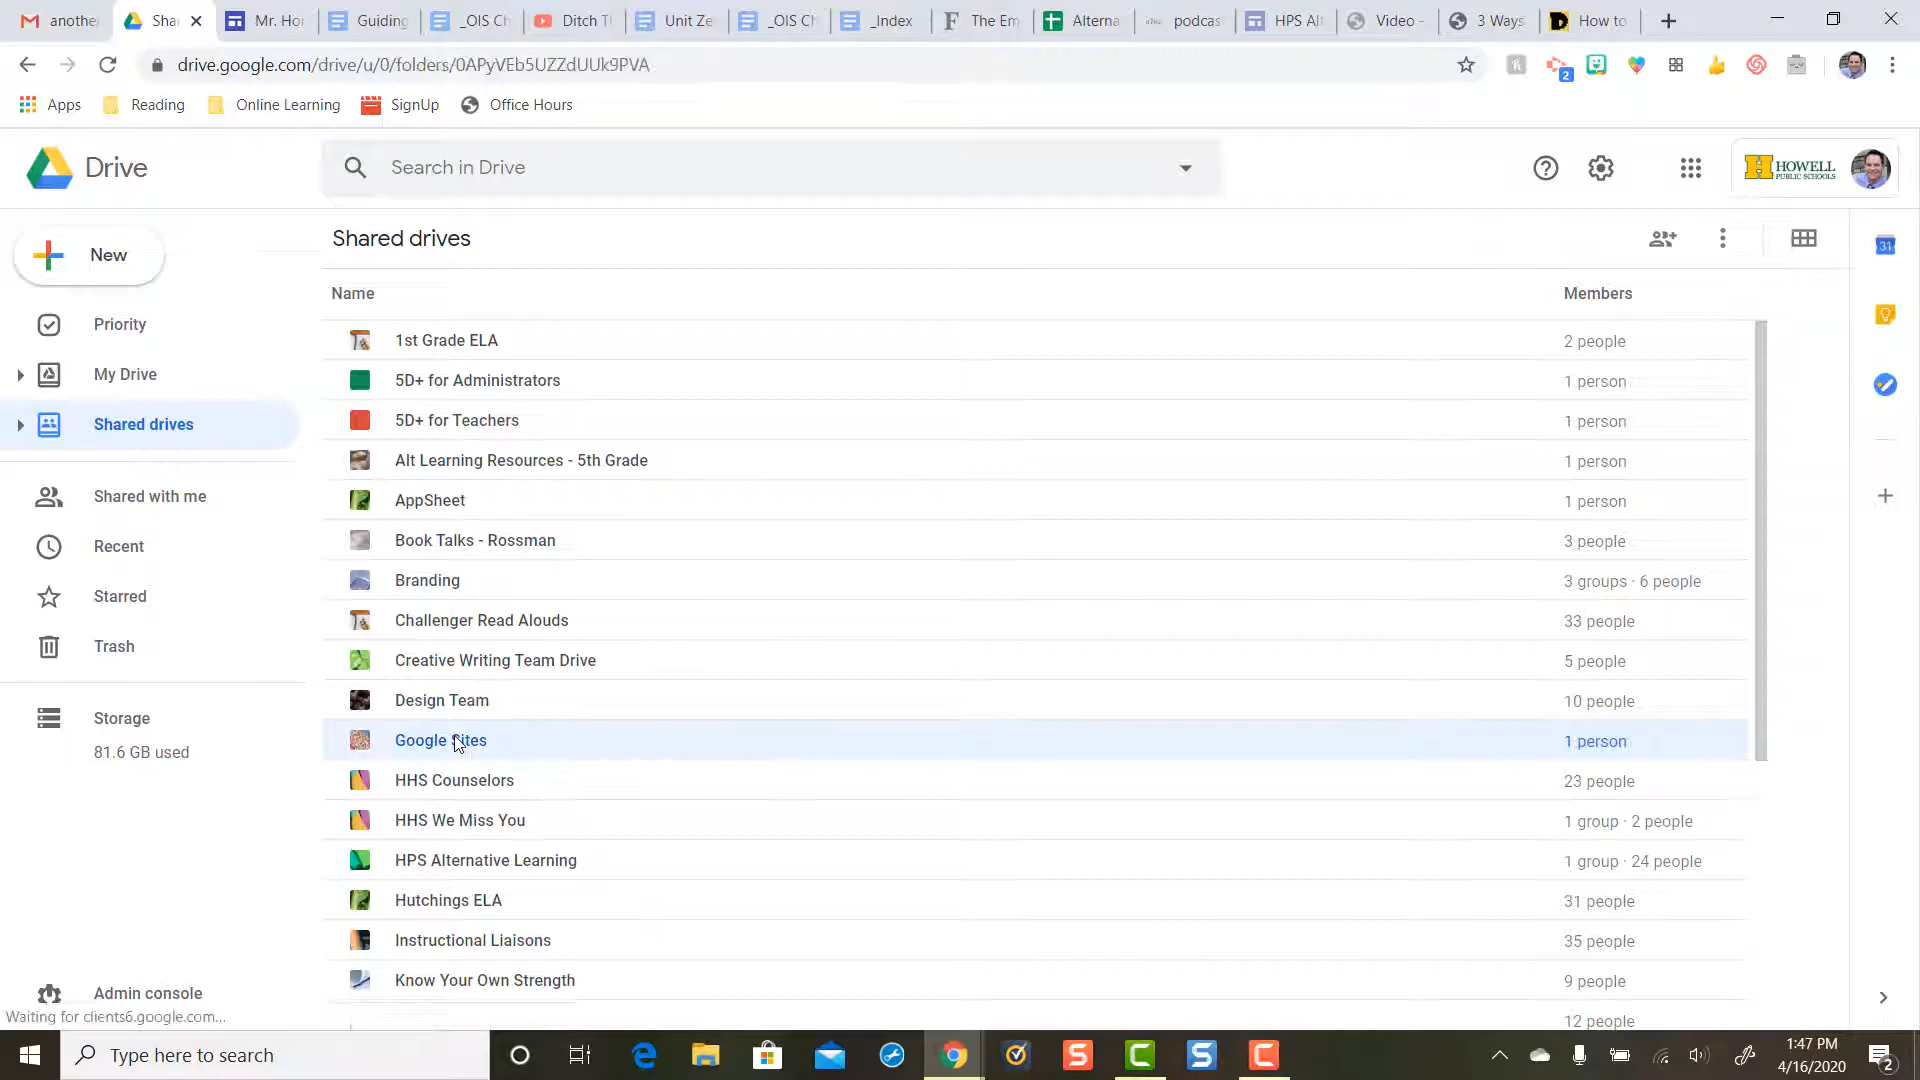 anothe
Sha
Mr. Ho
Guiding
_OIS Ch
Ditch T
Unit Ze
_OIS Ch
_Index
The Em
Alterna
podcas
HPS Alt
Video -
3 Ways
How to
drive.google.com/drive/u/0/folders/0APyVEb5UZZdUUk9PVA
2
Apps
Reading
Online Learning
SignUp
Office Hours
Drive
Search in Drive
HOWELL
PUBLIC SCHOOLS
New
Shared drives
31
Name
Members
Priority
My Drive
Shared drives
Shared with me
Recent
Starred
Trash
Storage
81.6 GB used
Admin console
1st Grade ELA 2 people
5D+ for Administrators 1 person
5D+ for Teachers 1 person
Alt Learning Resources - 5th Grade 1 person
AppSheet 1 person
Book Talks - Rossman 3 people
Branding 3 groups · 6 people
Challenger Read Alouds 33 people
Creative Writing Team Drive 5 people
Design Team 10 people
Google Sites 1 person
HHS Counselors 23 people
HHS We Miss You 1 group · 2 people
HPS Alternative Learning 1 group · 24 people
Hutchings ELA 31 people
Instructional Liaisons 35 people
Know Your Own Strength 9 people
12 people
Waiting for clients6.google.com...
Type here to search
1:47 PM
4/16/2020
2